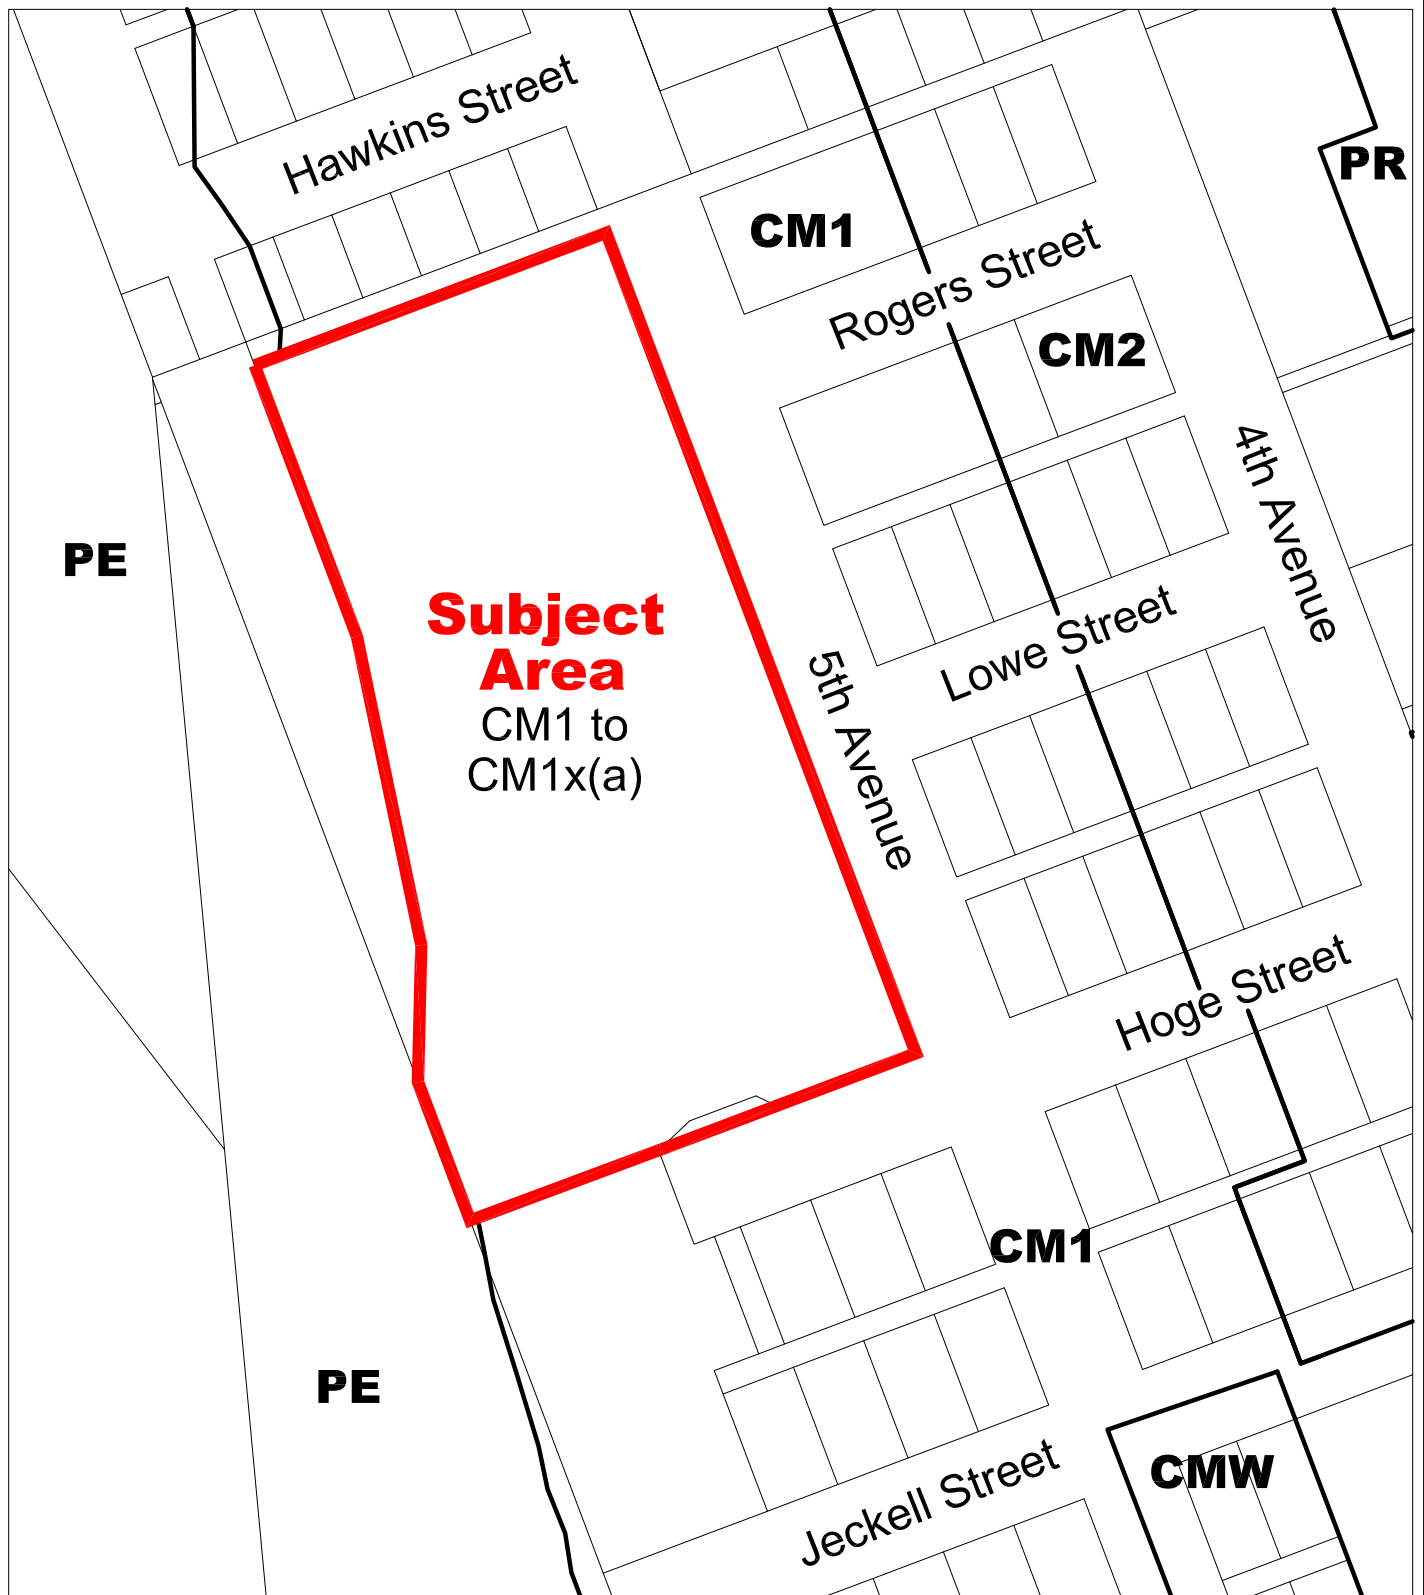 Hawkins Street
PR
CM1
Rogers Street
CM2
4th Avenue
PE
Subject
Area
CM1 to
CM1x(a)
Lowe Street
5th Avenue
Hoge Street
CM1
PE
CMW
Jeckell Street